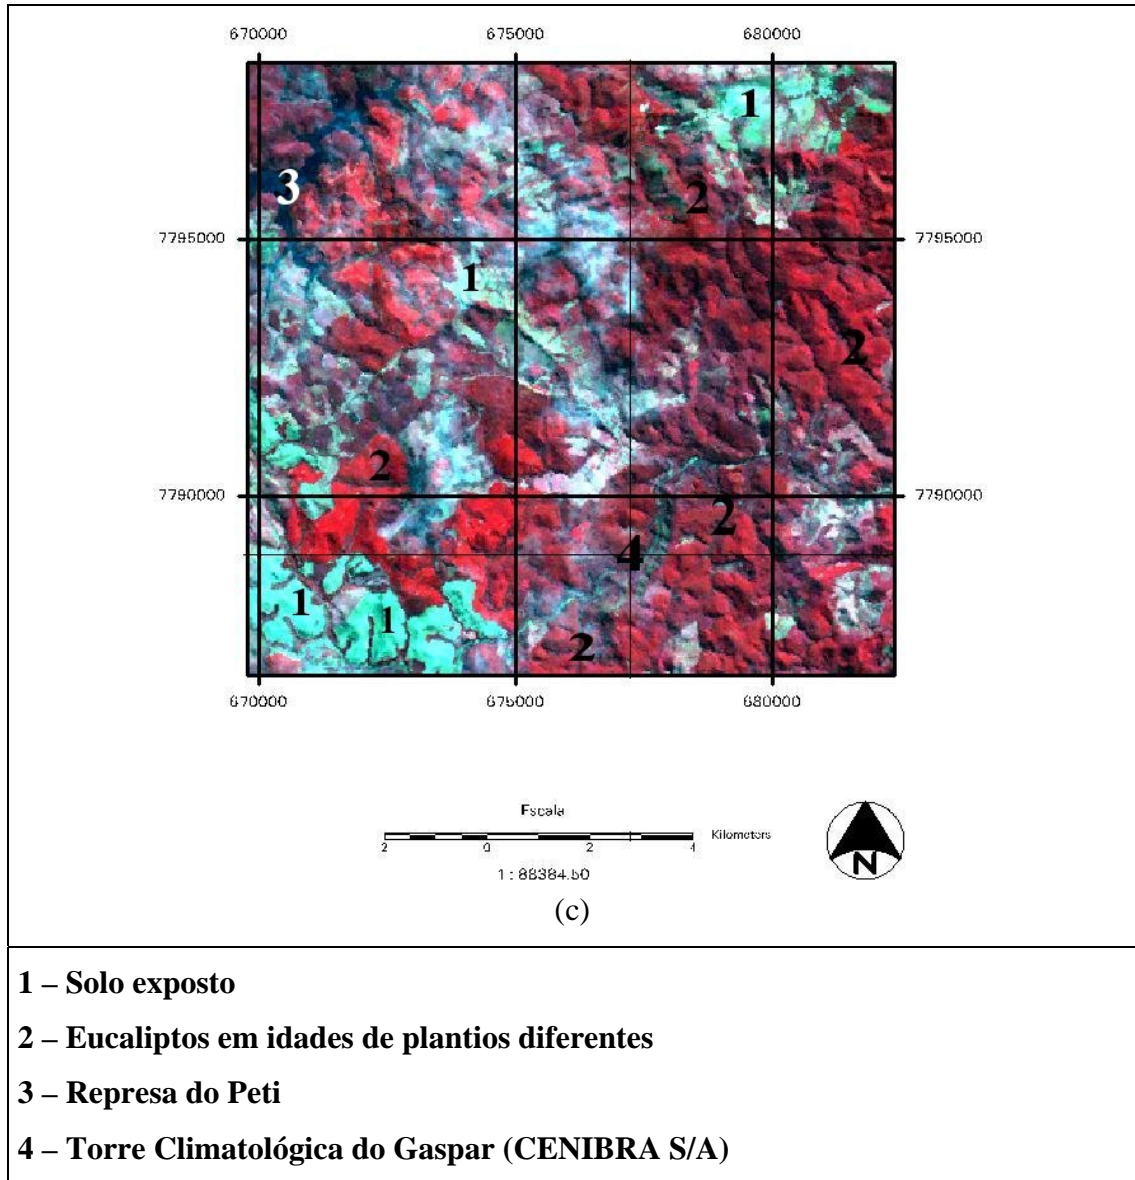 670000 675000 680000
1
3
2
7795000 7795000
1
2
2
7790000 7790000
2
4
1
1
2
670000 675000 680000
Escala
2 0 2 4 Kilometers
1 : 88384.50
N
(c)
1 – Solo exposto
2 – Eucaliptos em idades de plantios diferentes
3 – Represa do Peti
4 – Torre Climatológica do Gaspar (CENIBRA S/A)